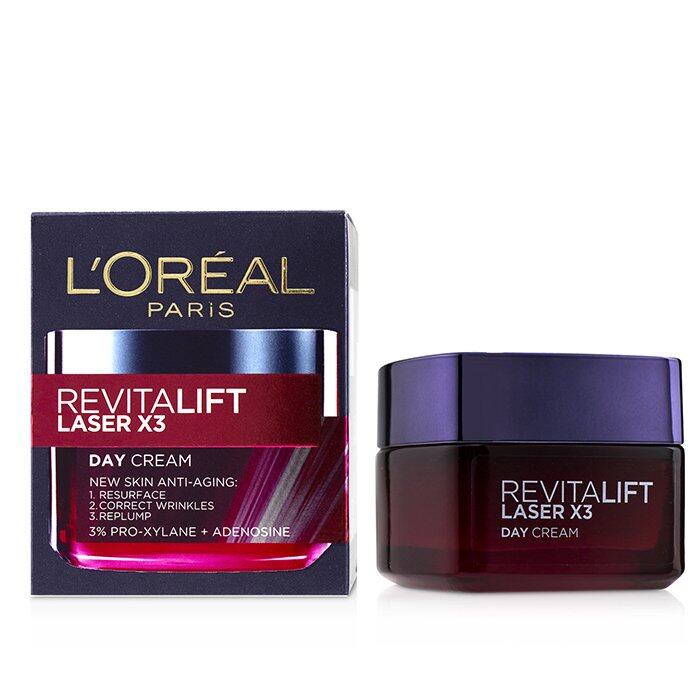 L'ORÉAL
PARiS
REVITALIFT
LASER X3
DAY CREAM
NEW SKIN ANTI-AGING:
1. RESURFACE
2.CORRECT WRINKLES
3.REPLUMP
3% PRO-XYLANE + ADENOSINE
REVITALIFT
LASER X3
DAY CREAM